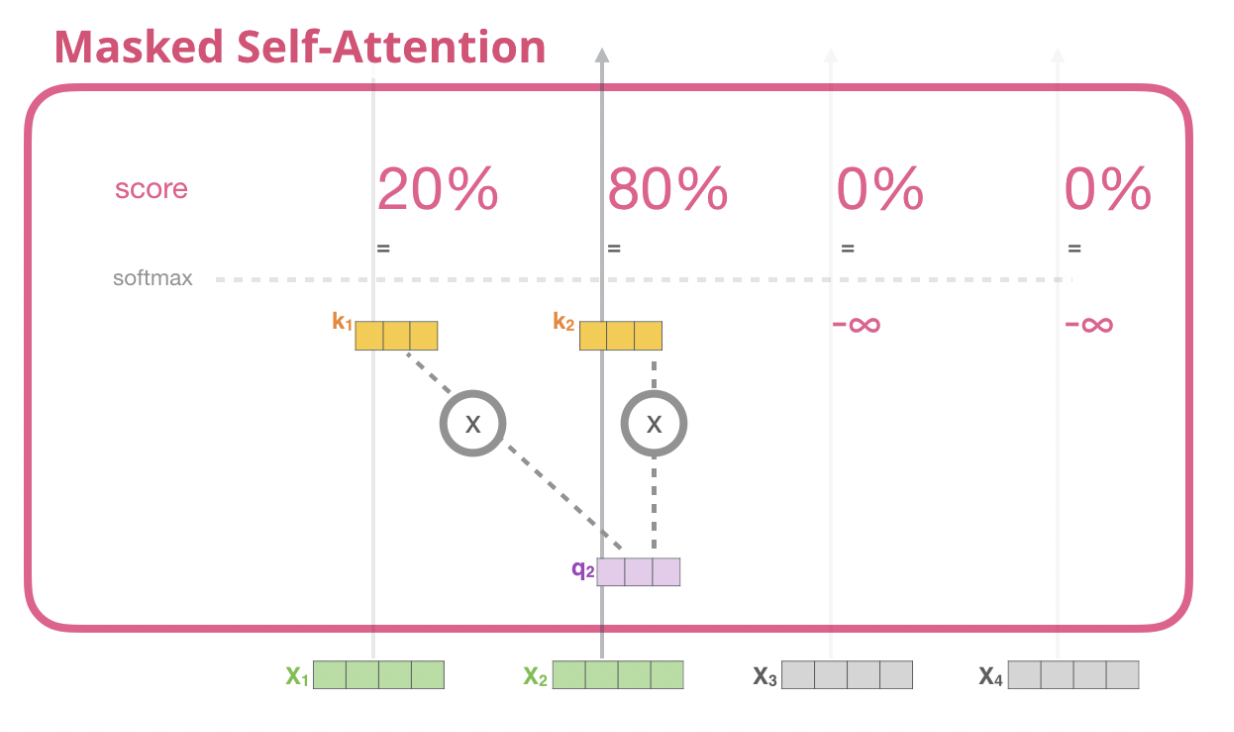 Masked Self-Attention
score 20% 80% 0% 0%
= = = =
softmax
k1 k2 -∞ -∞
x x
q2
X1 X2 X3 X4